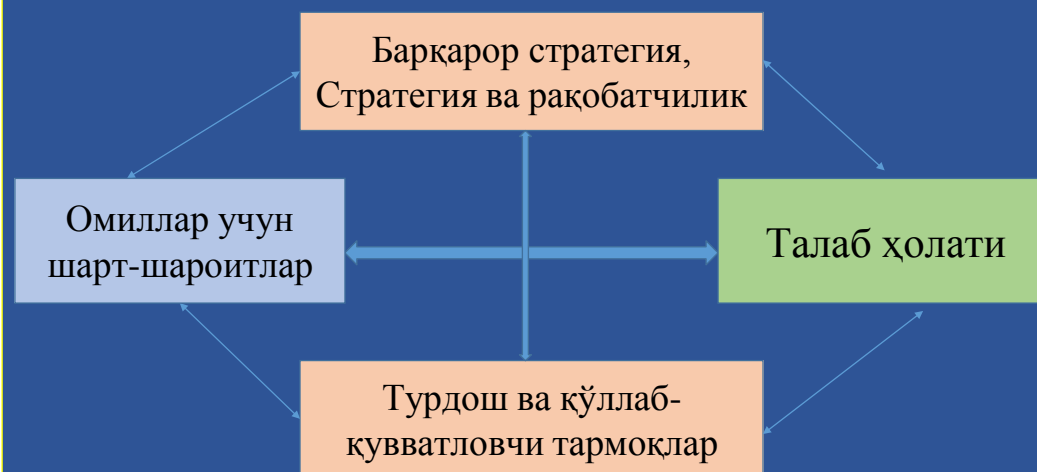 Барқарор стратегия,
Стратегия ва рақобатчилик
Омиллар учун
шарт-шароитлар
Талаб ҳолати
Турдош ва қўллаб-
қувватловчи тармоқлар